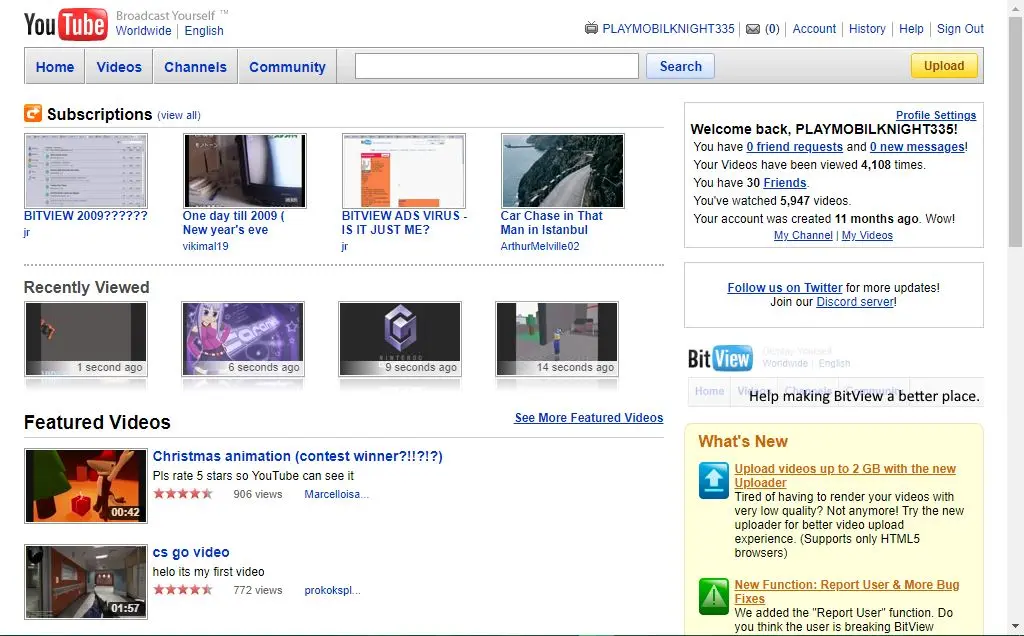 YouTube
Broadcast Yourself ™
Worldwide | English
PLAYMOBILKNIGHT335 | (0) | Account | History | Help | Sign Out
Home Videos Channels Community Search Upload
Subscriptions (view all)
BITVIEW 2009??????
jr
One day till 2009 (
New year's eve
vikimal19
BITVIEW ADS VIRUS -
IS IT JUST ME?
jr
Car Chase in That
Man in Istanbul
ArthurMelville02
Recently Viewed
1 second ago
6 seconds ago
NINTENDO
9 seconds ago
14 seconds ago
Featured Videos
See More Featured Videos
Christmas animation (contest winner?!!?!?)
Pls rate 5 stars so YouTube can see it
906 views Marcelloisa...
00:42
cs go video
helo its my first video
772 views prokokspl...
01:57
Profile Settings
Welcome back, PLAYMOBILKNIGHT335!
You have 0 friend requests and 0 new messages!
Your Videos have been viewed 4,108 times.
You have 30 Friends.
You've watched 5,947 videos.
Your account was created 11 months ago. Wow!
My Channel | My Videos
Follow us on Twitter for more updates!
Join our Discord server!
BitView
Display Yourself
Worldwide | English
Home Videos Channels Community
Help making BitView a better place.
What's New
Upload videos up to 2 GB with the new
Uploader
Tired of having to render your videos with
very low quality? Not anymore! Try the new
uploader for better video upload
experience. (Supports only HTML5
browsers)
New Function: Report User & More Bug
Fixes
We added the "Report User" function. Do
you think the user is breaking BitView